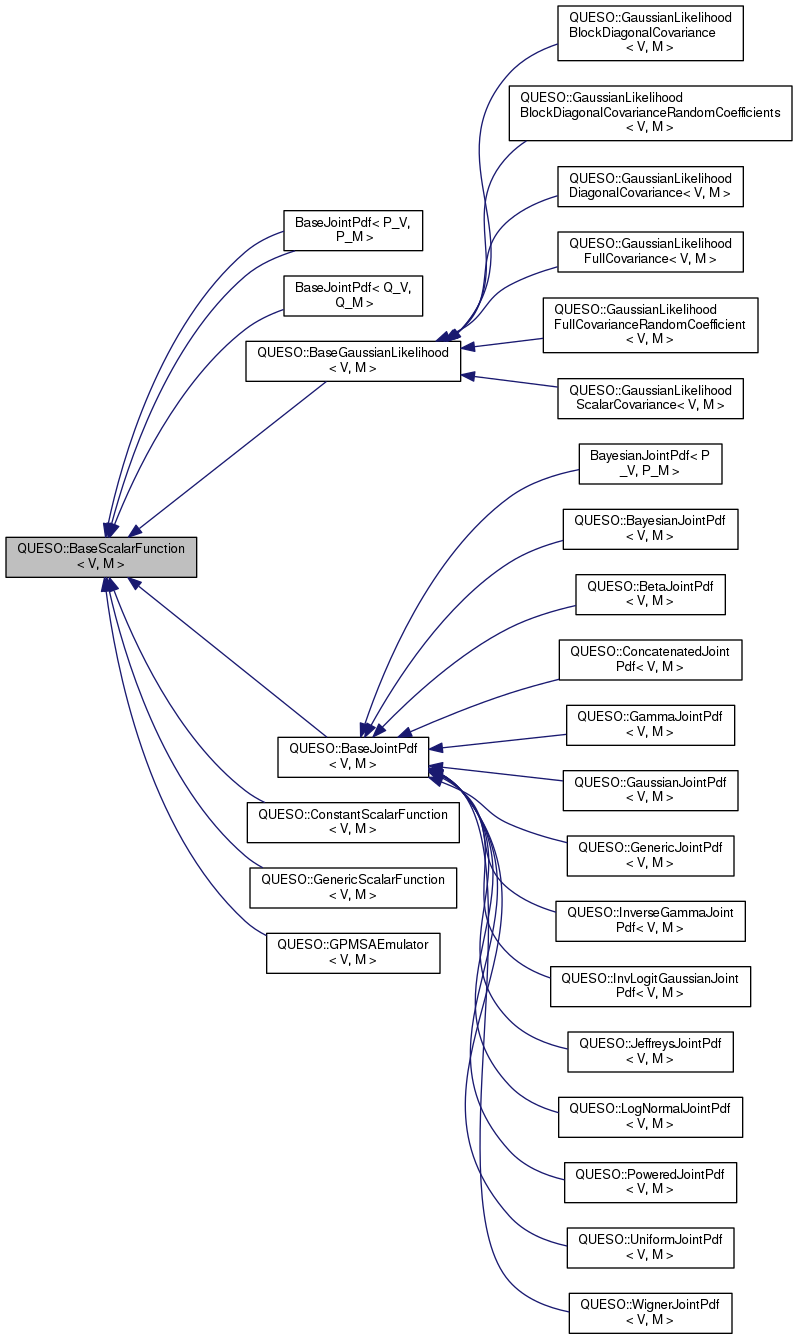 QUESO::GaussianLikelihood
BlockDiagonalCovariance
< V, M >
QUESO::GaussianLikelihood
BlockDiagonalCovarianceRandomCoefficients
< V, M >
QUESO::GaussianLikelihood
DiagonalCovariance< V, M >
BaseJointPdf< P_V,
P_M >
QUESO::GaussianLikelihood
FullCovariance< V, M >
BaseJointPdf< Q_V,
Q_M >
QUESO::GaussianLikelihood
FullCovarianceRandomCoefficient
< V, M >
QUESO::BaseGaussianLikelihood
< V, M >
QUESO::GaussianLikelihood
ScalarCovariance< V, M >
BayesianJointPdf< P
_V, P_M >
QUESO::BayesianJointPdf
< V, M >
QUESO::BaseScalarFunction
< V, M >
QUESO::BetaJointPdf
< V, M >
QUESO::ConcatenatedJoint
Pdf< V, M >
QUESO::GammaJointPdf
< V, M >
QUESO::BaseJointPdf
< V, M >
QUESO::GaussianJointPdf
< V, M >
QUESO::ConstantScalarFunction
< V, M >
QUESO::GenericJointPdf
< V, M >
QUESO::GenericScalarFunction
< V, M >
QUESO::InverseGammaJoint
Pdf< V, M >
QUESO::GPMSAEmulator
< V, M >
QUESO::InvLogitGaussianJoint
Pdf< V, M >
QUESO::JeffreysJointPdf
< V, M >
QUESO::LogNormalJointPdf
< V, M >
QUESO::PoweredJointPdf
< V, M >
QUESO::UniformJointPdf
< V, M >
QUESO::WignerJointPdf
< V, M >